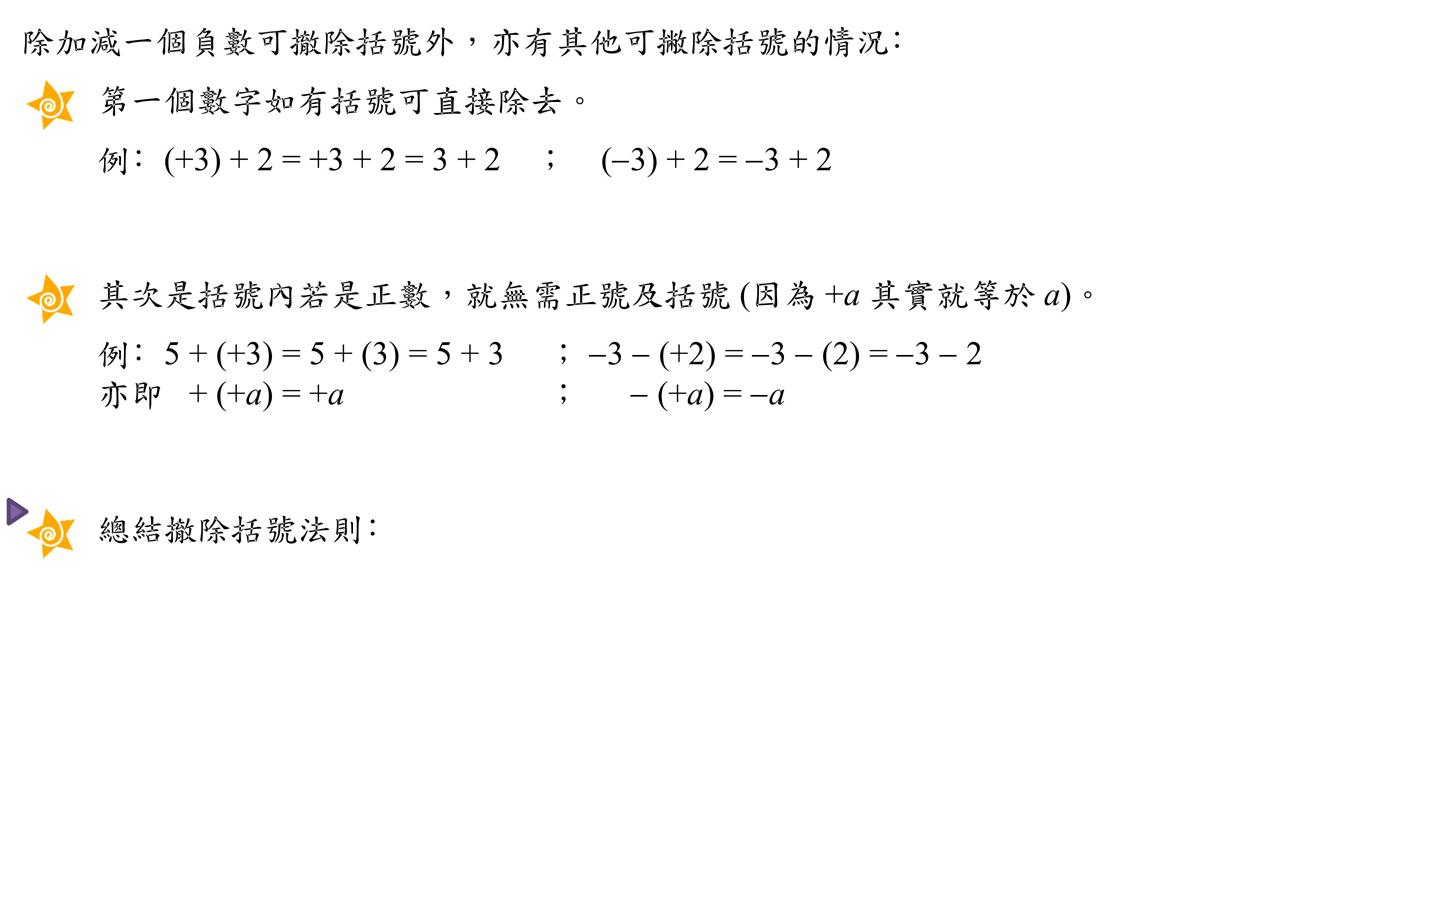 除加減一個負數可撤除括號外，亦有其他可撇除括號的情況：
第一個數字如有括號可直接除去。
例： (+3) + 2 = +3 + 2 = 3 + 2 ； (–3) + 2 = –3 + 2
其次是括號內若是正數，就無需正號及括號 (因為 +a 其實就等於 a)。
例： 5 + (+3) = 5 + (3) = 5 + 3 ； –3 – (+2) = –3 – (2) = –3 – 2
亦即 + (+a) = +a ； – (+a) = –a
總結撤除括號法則：